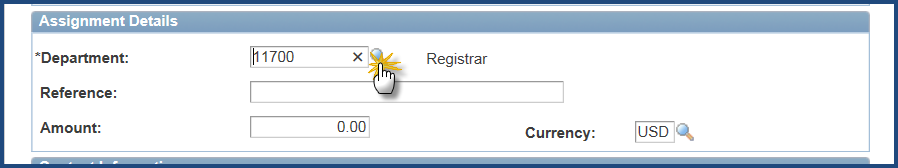 Assignment Details
*Department: 11700 Registrar
Reference:
Amount: 0.00 Currency: USD